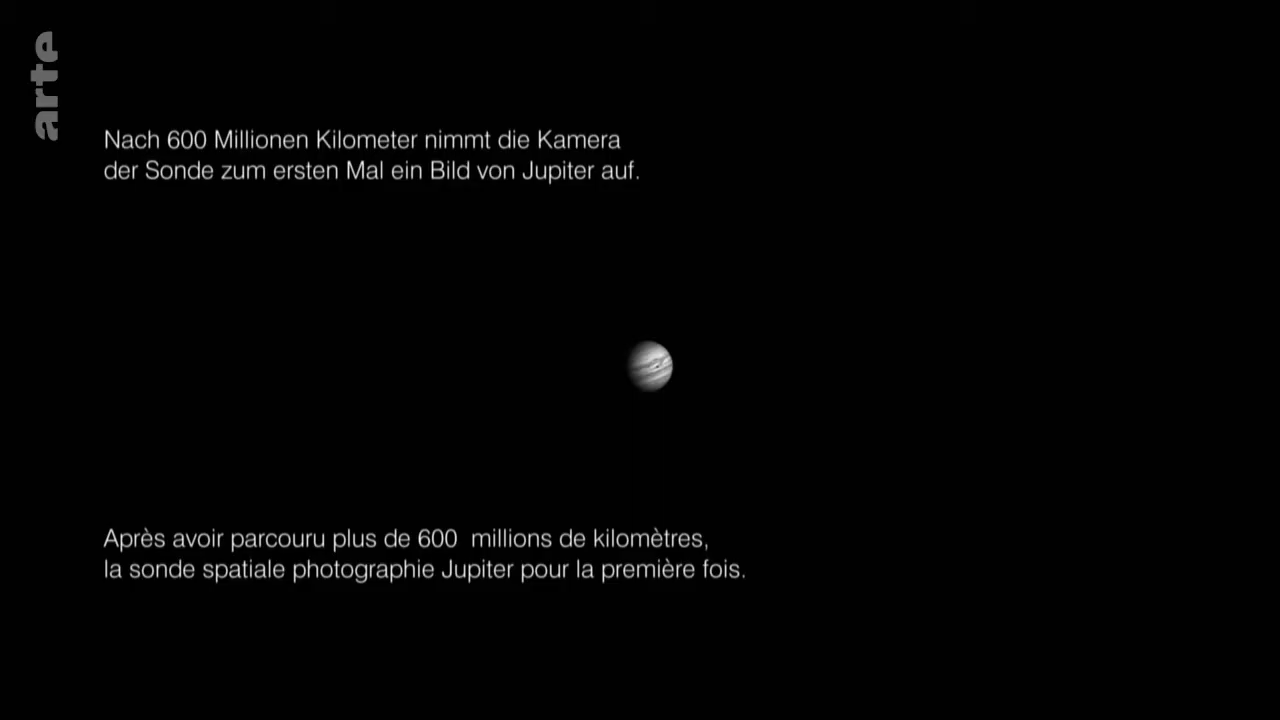 arte
Nach 600 Millionen Kilometer nimmt die Kamera
der Sonde zum ersten Mal ein Bild von Jupiter auf.
Après avoir parcouru plus de 600  millions de kilomètres,
la sonde spatiale photographie Jupiter pour la première fois.